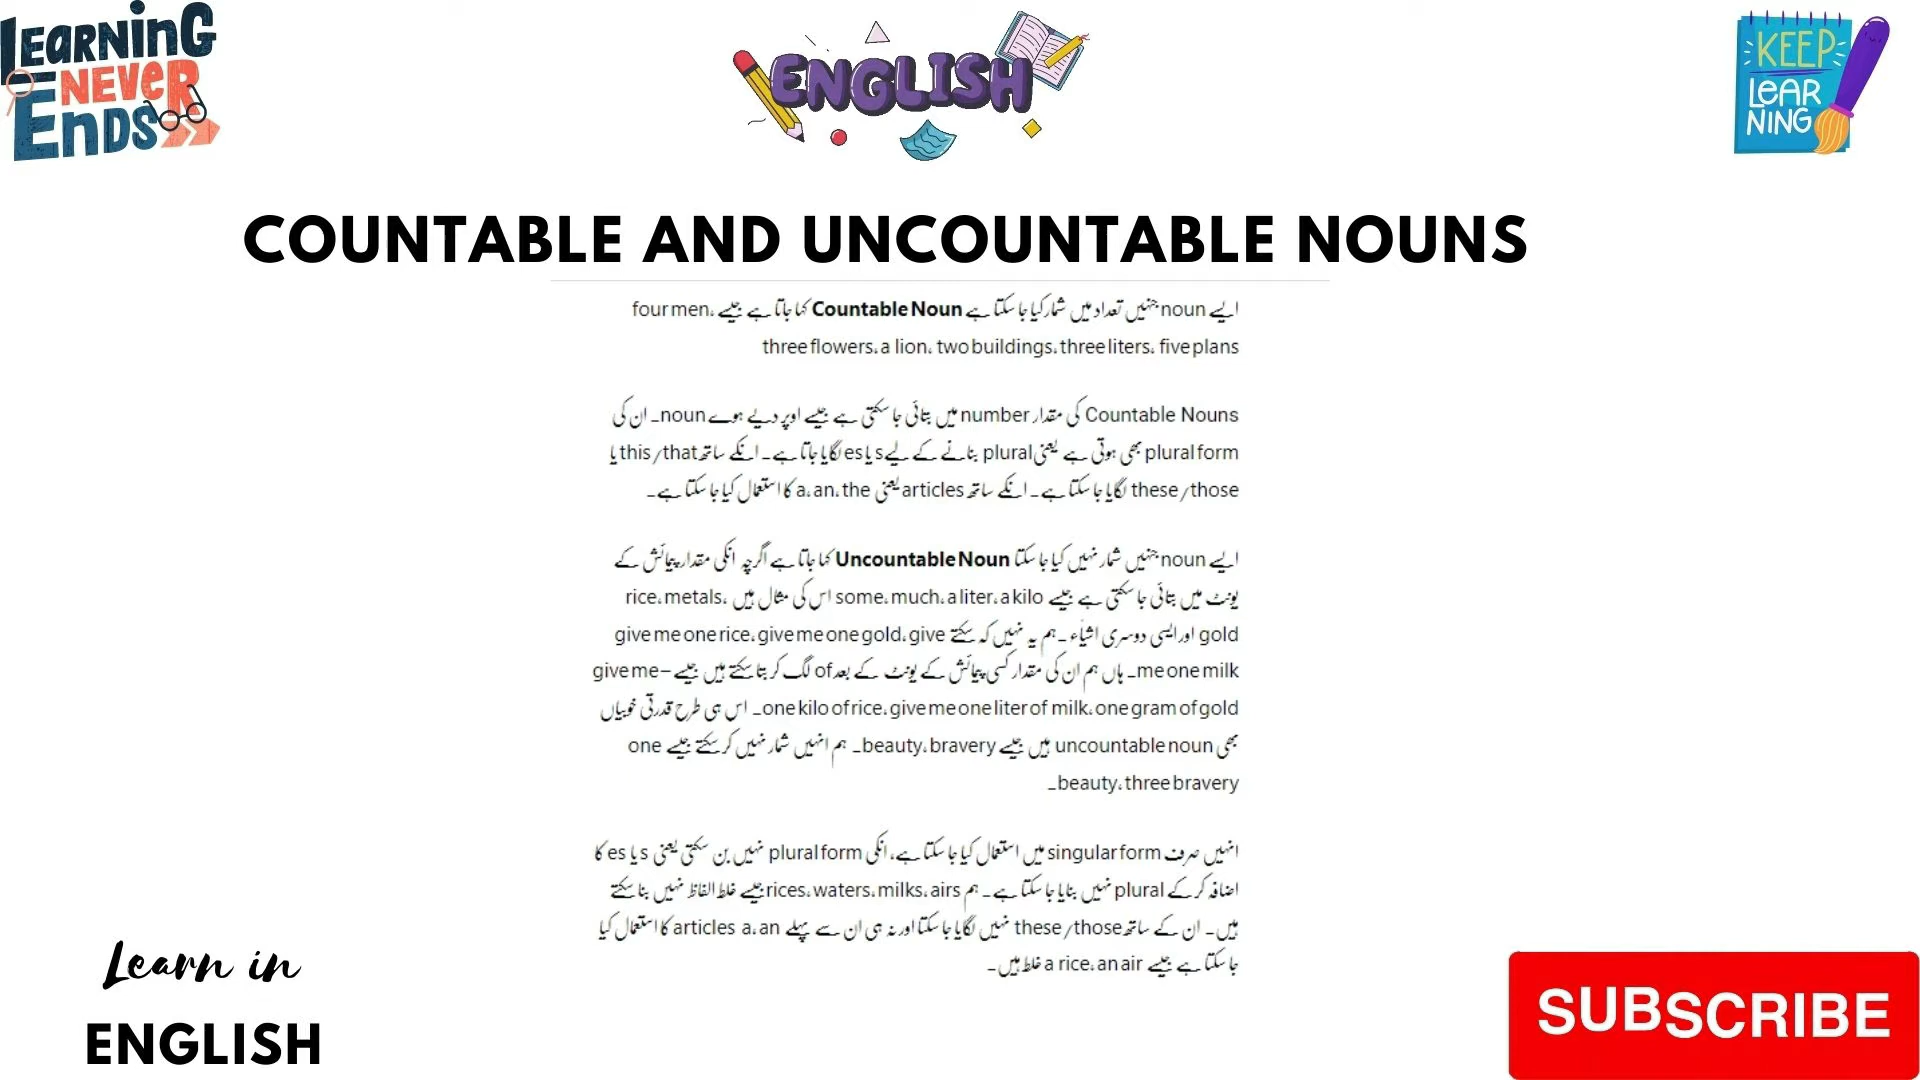 LEARNING
NEVER
ENDS
ENGLISH
KEEP
LEAR
NING
COUNTABLE AND UNCOUNTABLE NOUNS
ایسے noun جنہیں تعداد میں شمار کیا جا سکتا ہے Countable Noun کہا جاتا ہے جیسے four men،
three flowers، a lion، two buildings، three liters، five plans
Countable Nouns کی مقدار number میں بتائی جا سکتی ہے جیسے اوپر دیے ہوے noun۔ ان کی
plural form بھی ہوتی ہے یعنی plural بنانے کے لیے s یا es لگایا جاتا ہے۔ انکے ساتھ this/that یا
these/those لگایا جا سکتا ہے۔ انکے ساتھ articles یعنی a، an، the کا استعمال کیا جا سکتا ہے۔
ایسے noun جنہیں شمار نہیں کیا جا سکتا Uncountable Noun کہا جاتا ہے اگرچہ انکی مقدار پیمائش کے
یونٹ میں بتائی جا سکتی ہے جیسے some، much، a liter، a kilo اس کی مثال ہیں rice، metals،
gold اور ایسی دوسری اشیاٰء۔ ہم یہ نہیں کہ سکتے give me one rice، give me one gold، give
me one milk۔ ہاں ہم ان کی مقدار کسی پیمائش کے یونٹ کے بعد of لگ کر بتا سکتے ہیں جیسے – give me
one kilo of rice، give me one liter of milk، one gram of gold۔ اس ہی طرح قدرتی خوبیاں
بھی uncountable noun ہیں جیسے beauty، bravery۔ ہم انہیں شمار نہیں کر سکتے جیسے one
beauty، three bravery۔
انہیں صرف singular form میں استعمال کیا جا سکتا ہے، انکی plural form نہیں بن سکتی یعنی s یا es کا
اضافہ کر کے plural نہیں بنایا جا سکتا ہے۔ ہم rices، waters، milks، airs جیسے غلط الفاظ نہیں بنا سکتے
ہیں۔ ان کے ساتھ these/those نہیں لگایا جا سکتا اور نہ ہی ان سے پہلے articles a، an کا استعمال کیا
جا سکتا ہے جیسے a rice، an air غلط ہیں۔
Learn in
ENGLISH
SUBSCRIBE